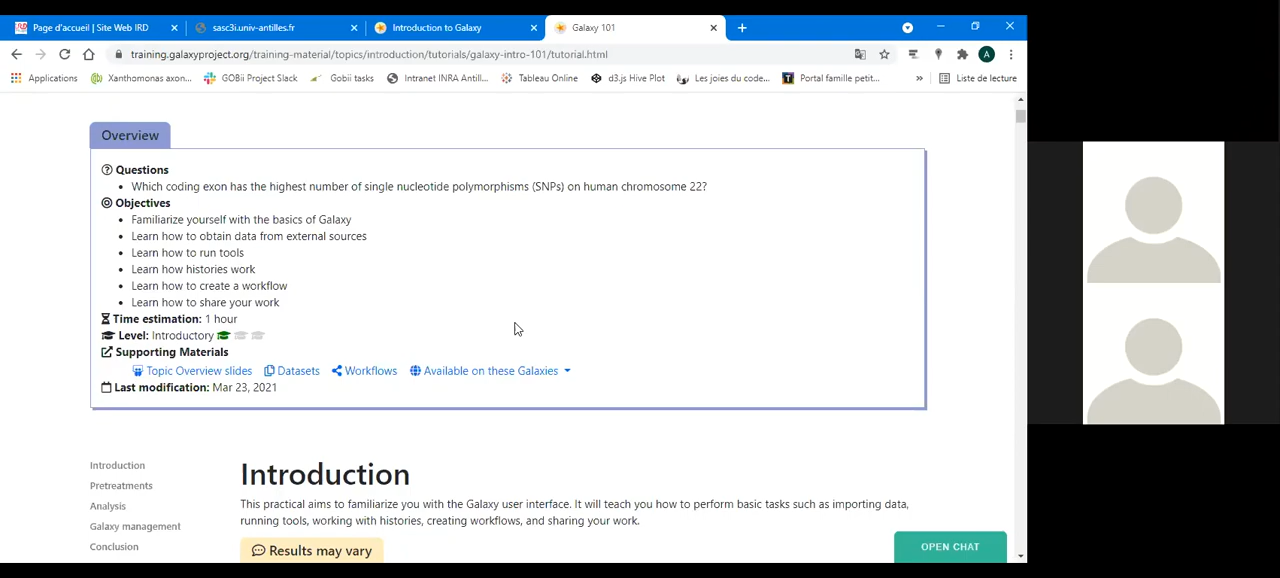 Page d'accueil | Site Web IRD
sasc3i.univ-antilles.fr
Introduction to Galaxy
Galaxy 101
training.galaxyproject.org/training-material/topics/introduction/tutorials/galaxy-intro-101/tutorial.html
A
Applications
Xanthomonas axon...
GOBii Project Slack
Gobii tasks
Intranet INRA Antill...
Tableau Online
d3.js Hive Plot
Les joies du code...
Portal famille petit...
»
Liste de lecture
Overview
Questions
• Which coding exon has the highest number of single nucleotide polymorphisms (SNPs) on human chromosome 22?
Objectives
• Familiarize yourself with the basics of Galaxy
• Learn how to obtain data from external sources
• Learn how to run tools
• Learn how histories work
• Learn how to create a workflow
• Learn how to share your work
Time estimation: 1 hour
Level: Introductory
Supporting Materials
Topic Overview slides Datasets Workflows Available on these Galaxies
Last modification: Mar 23, 2021
Introduction
Pretreatments
Analysis
Galaxy management
Conclusion
Introduction
This practical aims to familiarize you with the Galaxy user interface. It will teach you how to perform basic tasks such as importing data,
running tools, working with histories, creating workflows, and sharing your work.
Results may vary
OPEN CHAT